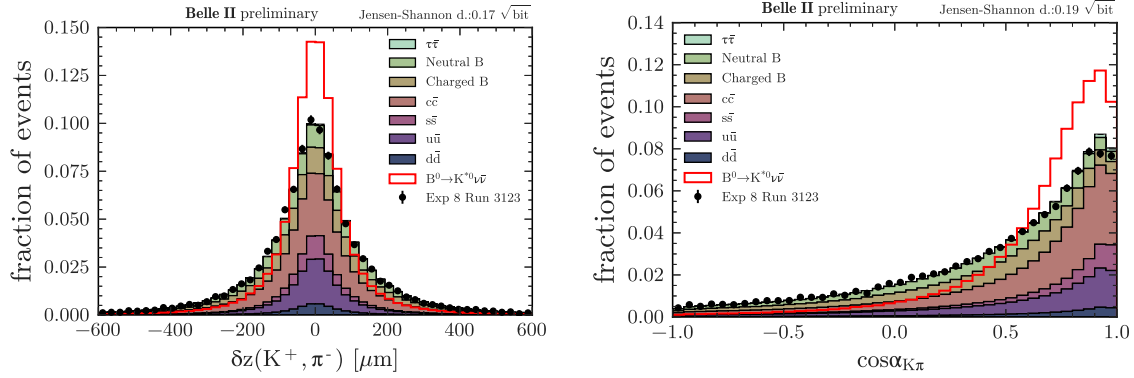 Belle II preliminary Jensen-Shannon d.:0.17 √bit
fraction of events
0.150
0.125
0.100
0.075
0.050
0.025
0.000
ττ̄
Neutral B
Charged B
cc̄
ss̄
uū
dd̄
B⁰→K*⁰νν̄
Exp 8 Run 3123
−600 −400 −200 0 200 400 600
δz(K⁺, π⁻) [μm]
Belle II preliminary Jensen-Shannon d.:0.19 √bit
fraction of events
0.14
0.12
0.10
0.08
0.06
0.04
0.02
0.00
ττ̄
Neutral B
Charged B
cc̄
ss̄
uū
dd̄
B⁰→K*⁰νν̄
Exp 8 Run 3123
−1.0 −0.5 0.0 0.5 1.0
cosα_Kπ